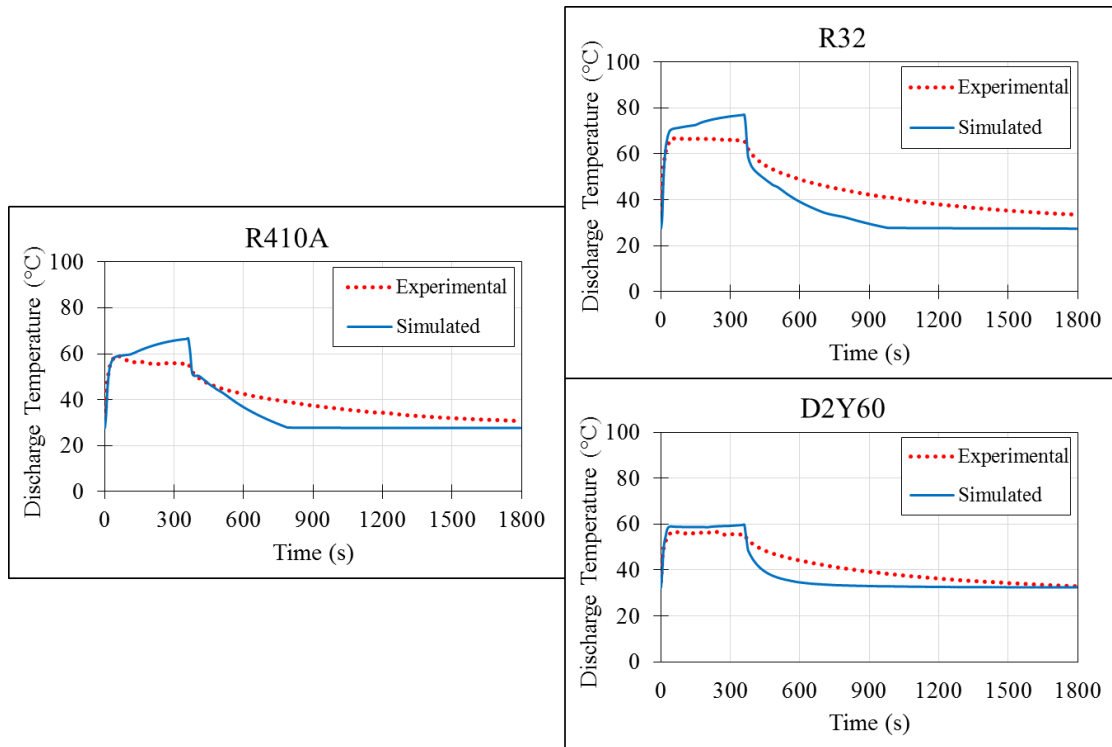 R410A
Discharge Temperature (°C)
100
80
60
40
20
0
Experimental
Simulated
0 300 600 900 1200 1500 1800
Time (s)
R32
Discharge Temperature (°C)
100
80
60
40
20
0
Experimental
Simulated
0 300 600 900 1200 1500 1800
Time (s)
D2Y60
Discharge Temperature (°C)
100
80
60
40
20
0
Experimental
Simulated
0 300 600 900 1200 1500 1800
Time (s)